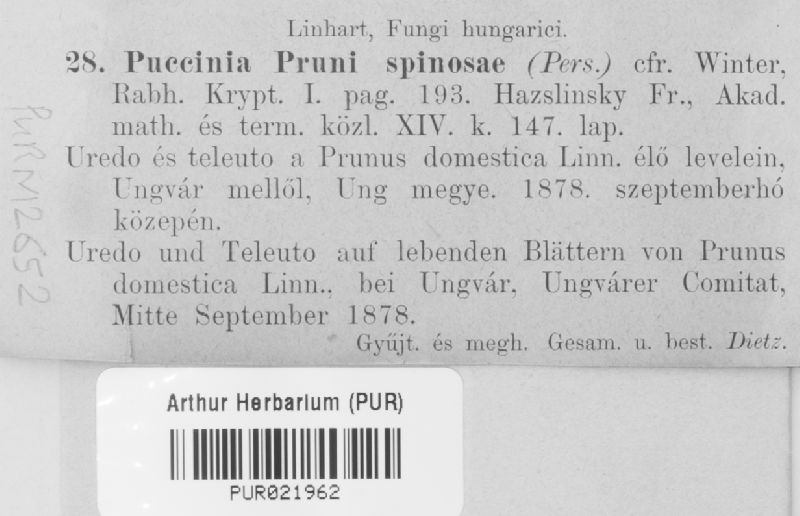 Linhart, Fungi hungarici.
28. Puccinia Pruni spinosae (Pers.) cfr. Winter,
Rabh. Krypt. I. pag. 193. Hazslinsky Fr., Akad.
math. és term. közl. XIV. k. 147. lap.
Uredo és teleuto a Prunus domestica Linn. élő levelein,
Ungvár mellől, Ung megye. 1878. szeptemberhó
közepén.
Uredo und Teleuto auf lebenden Blättern von Prunus
domestica Linn., bei Ungvár, Ungvárer Comitat,
Mitte September 1878.
Gyűjt. és megh. Gesam. u. best. Dietz.
PUR M2652
Arthur Herbarium (PUR)
PUR021962